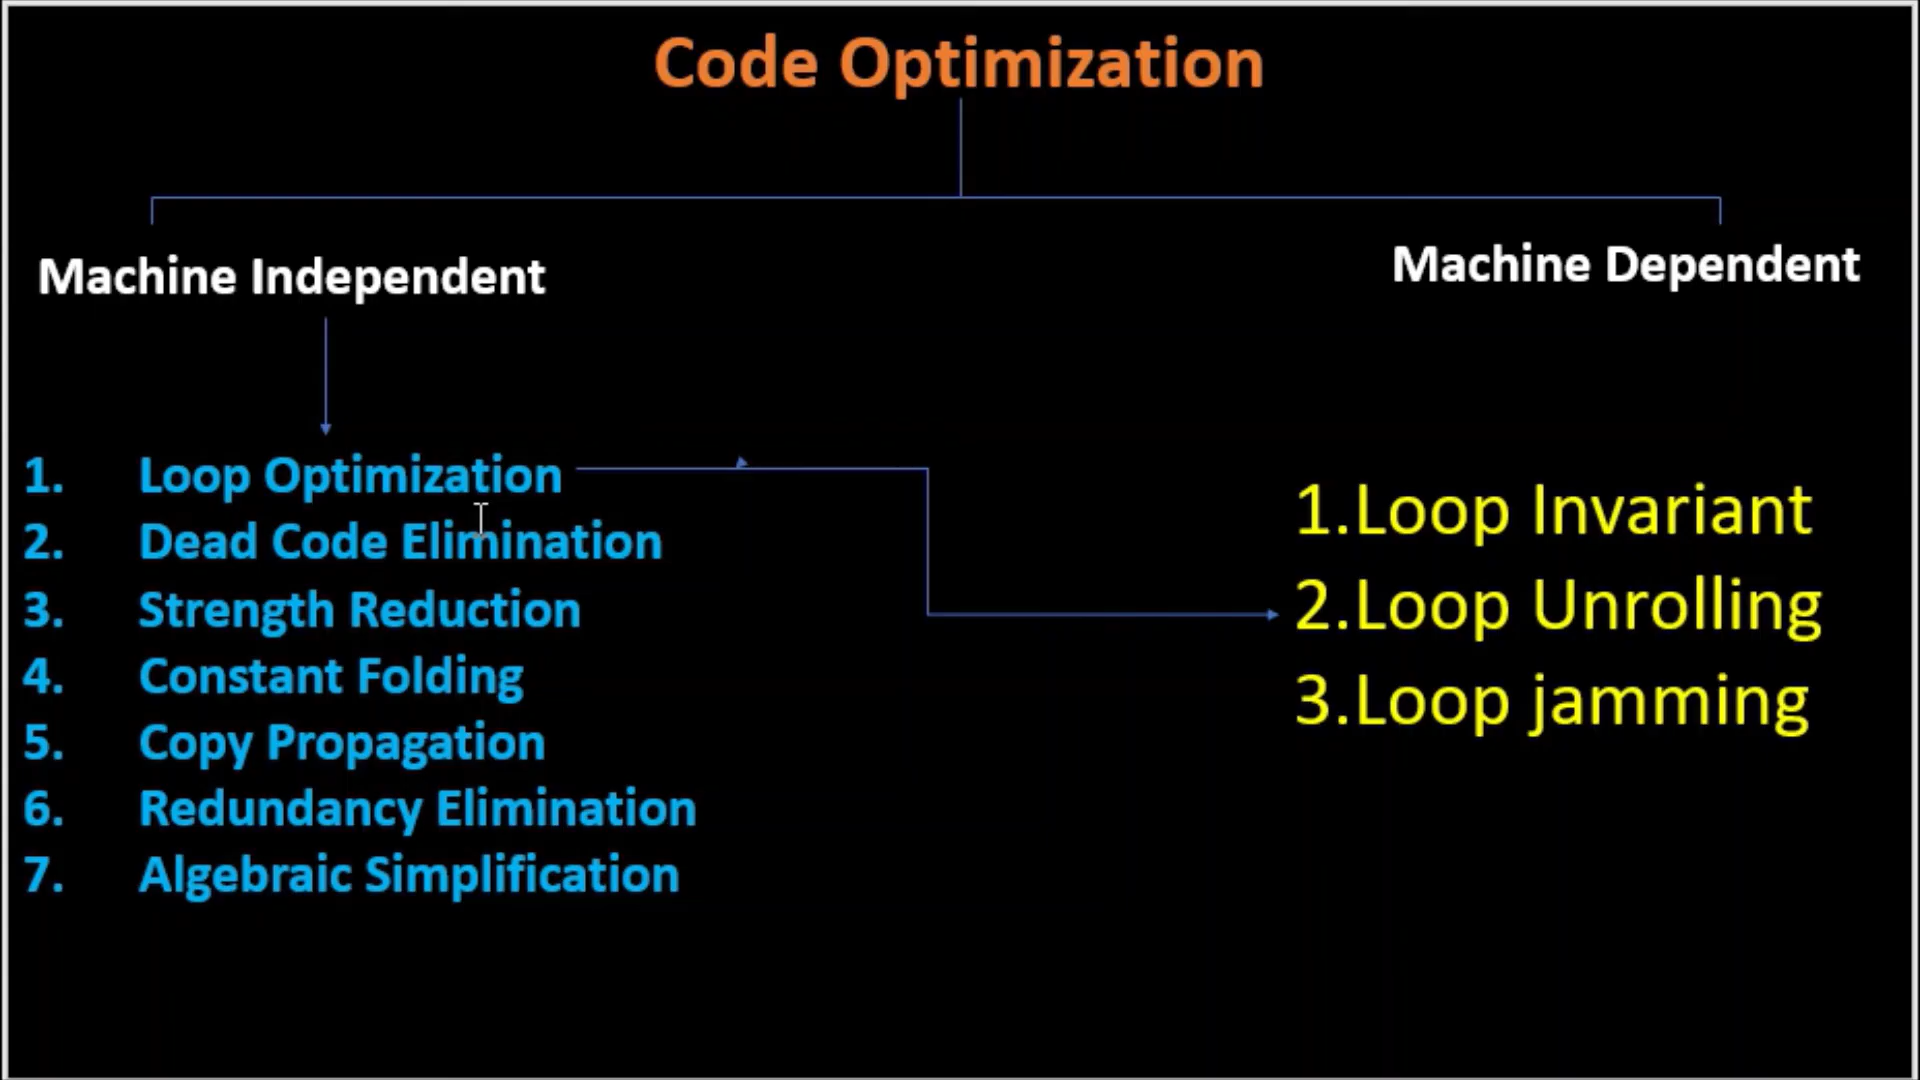 Code Optimization
Machine Independent
Machine Dependent
1. Loop Optimization
2. Dead Code Elimination
3. Strength Reduction
4. Constant Folding
5. Copy Propagation
6. Redundancy Elimination
7. Algebraic Simplification
1.Loop Invariant
2.Loop Unrolling
3.Loop jamming